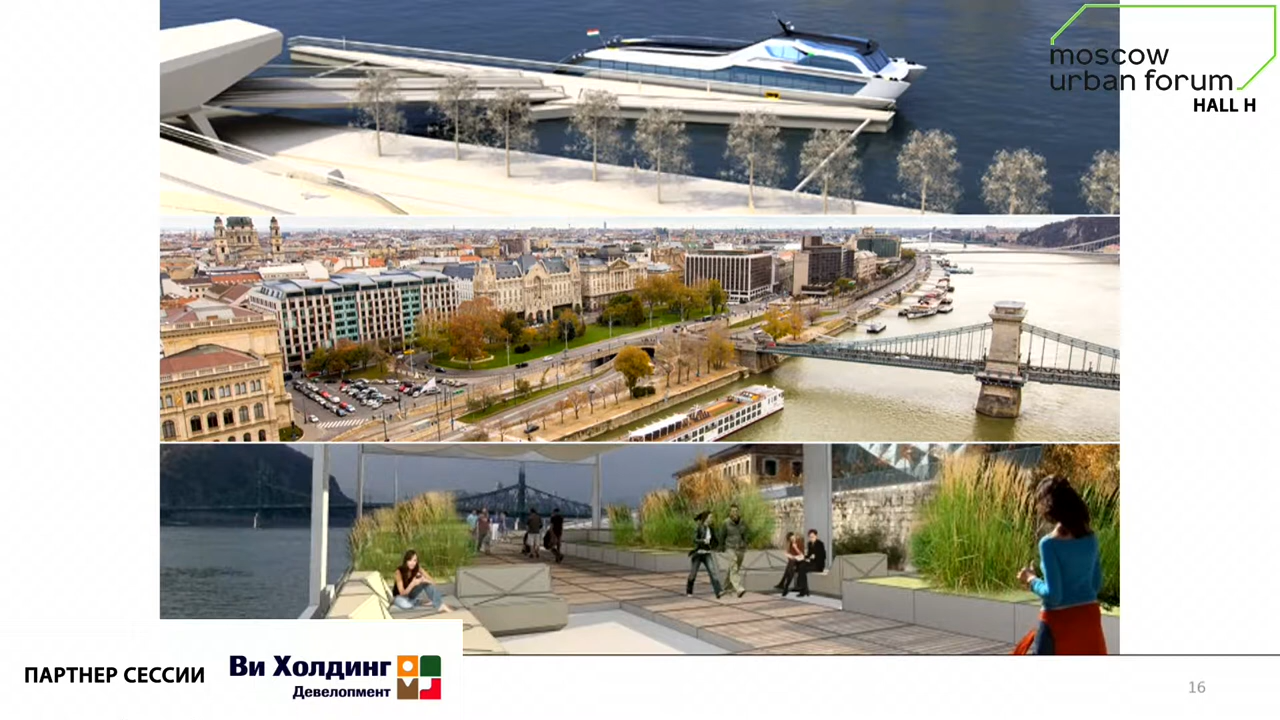 moscow
urban forum
HALL H
ПАРТНЕР СЕССИИ
Ви Холдинг
Девелопмент
16